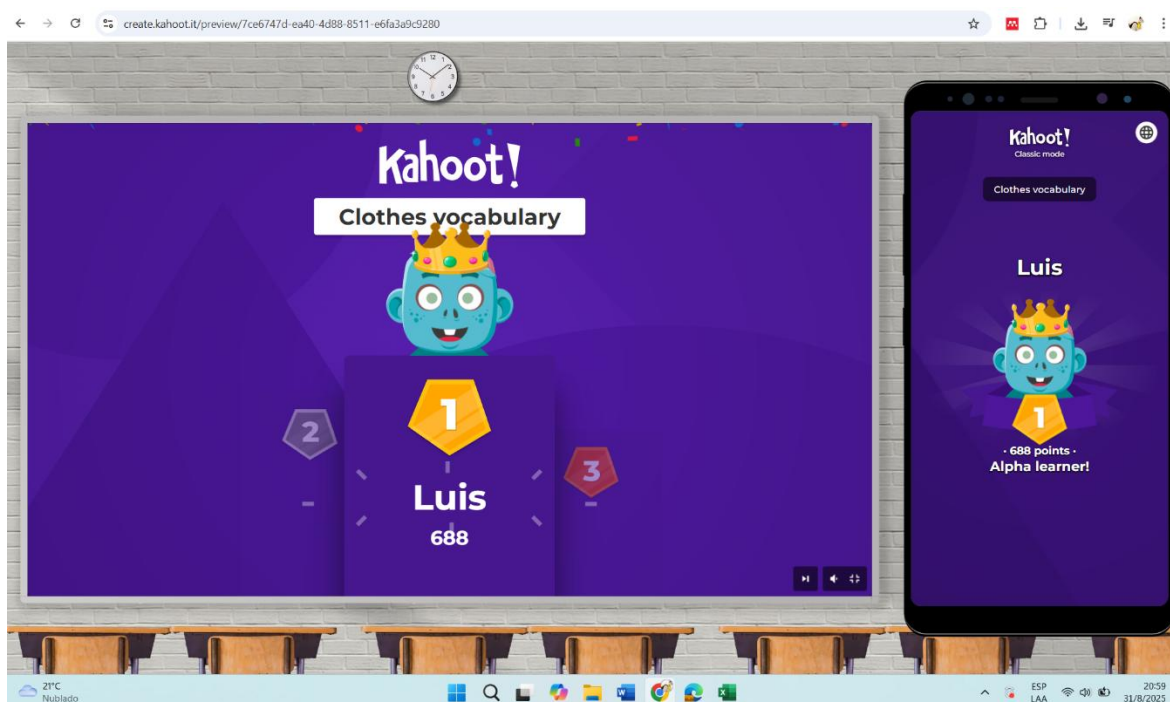 create.kahoot.it/preview/7ce6747d-ea40-4d88-8511-e6fa3a9c9280
Kahoot!
Clothes vocabulary
1
Luis
688
2
3
Kahoot!
Classic mode
Clothes vocabulary
Luis
1
· 688 points ·
Alpha learner!
21°C
Nublado
ESP
LAA
20:59
31/8/2025